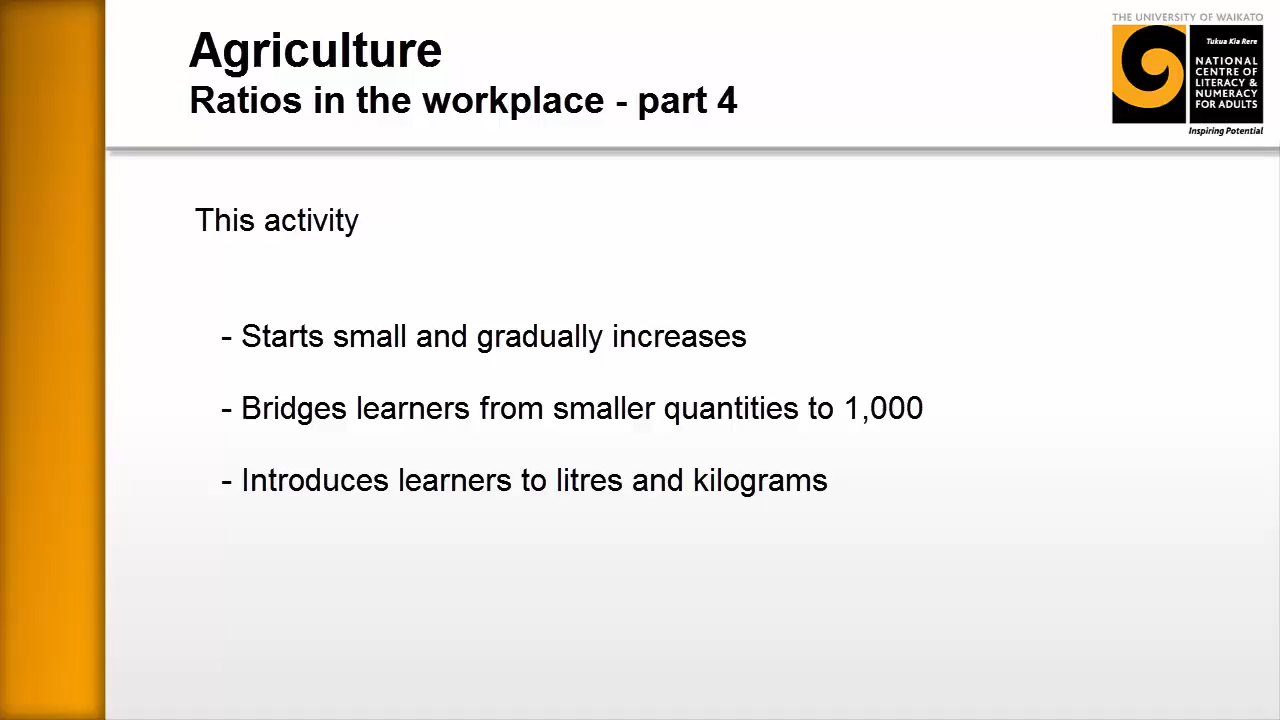 Agriculture
Ratios in the workplace - part 4
THE UNIVERSITY OF WAIKATO
Tukua Kia Rere
NATIONAL
CENTRE OF
LITERACY &
NUMERACY
FOR ADULTS
Inspiring Potential
This activity
- Starts small and gradually increases
- Bridges learners from smaller quantities to 1,000
- Introduces learners to litres and kilograms